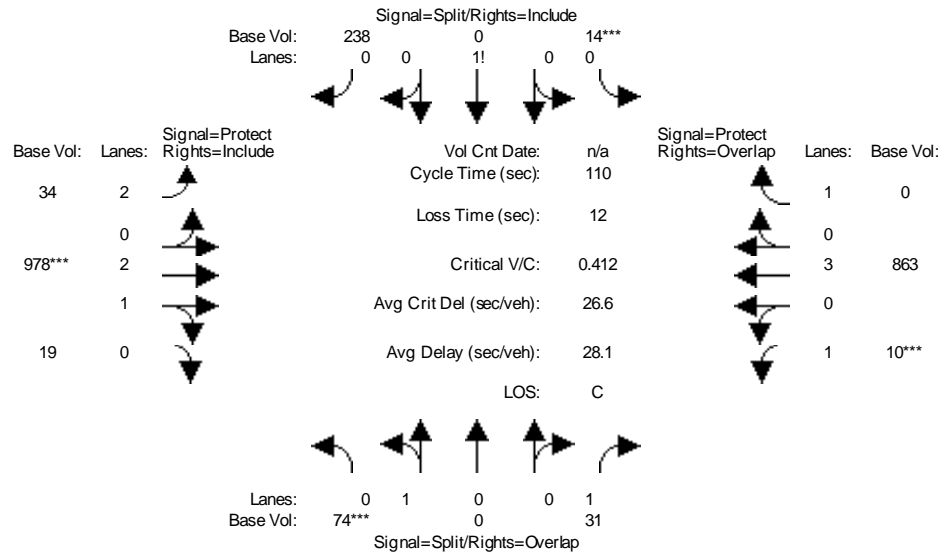 Signal=Split/Rights=Include
Base Vol: 238 0 14***
Lanes: 0 0 1! 0 0
Signal=Protect
Base Vol: Lanes: Rights=Include
Vol Cnt Date: n/a
Signal=Protect
Rights=Overlap Lanes: Base Vol:
Cycle Time (sec): 110
34 2
1 0
Loss Time (sec): 12
0
0
978*** 2
Critical V/C: 0.412
3 863
1
Avg Crit Del (sec/veh): 26.6
0
19 0
Avg Delay (sec/veh): 28.1
1 10***
LOS: C
Lanes: 0 1 0 0 1
Base Vol: 74*** 0 31
Signal=Split/Rights=Overlap